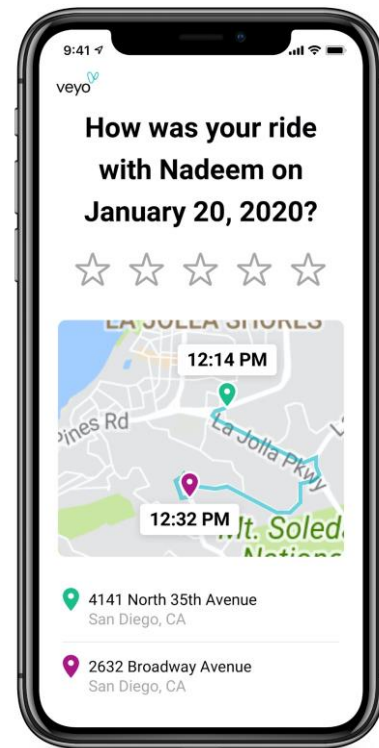 9:41
veyo
How was your ride
with Nadeem on
January 20, 2020?
LA JOLLA SHORES
12:14 PM
Pines Rd
La Jolla Pkwy
12:32 PM
Mt. Soled
Nation
4141 North 35th Avenue
San Diego, CA
2632 Broadway Avenue
San Diego, CA